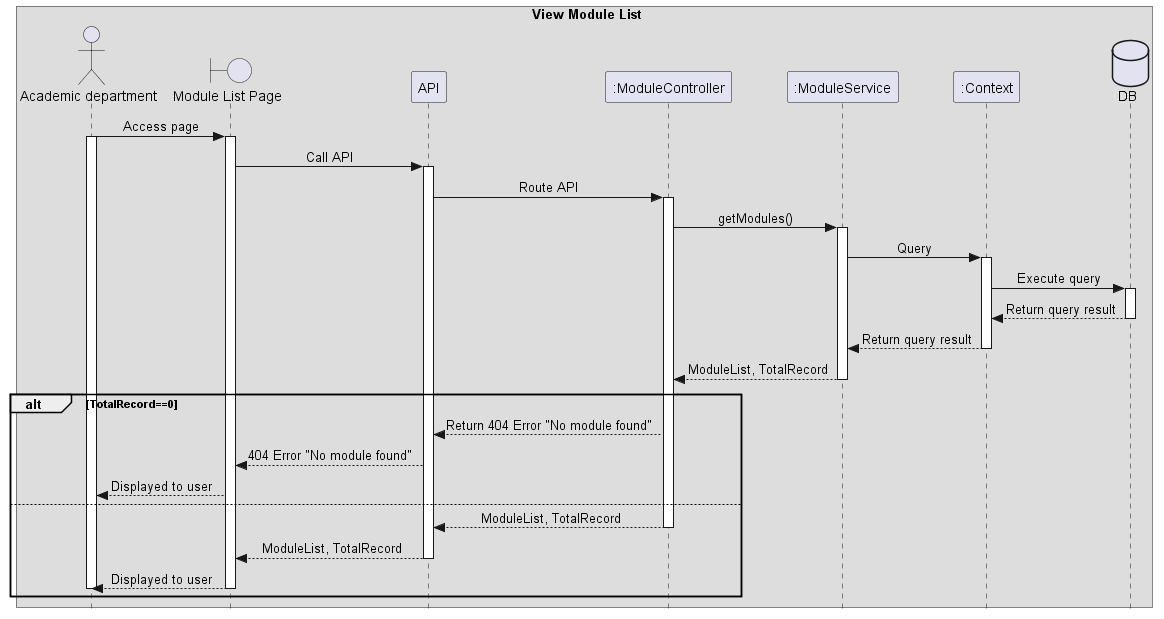 View Module List
Academic department
Module List Page
API
:ModuleController
:ModuleService
:Context
DB
Access page
Call API
Route API
getModules()
Query
Execute query
Return query result
Return query result
ModuleList, TotalRecord
alt
[TotalRecord==0]
Return 404 Error "No module found"
404 Error "No module found"
Displayed to user
ModuleList, TotalRecord
ModuleList, TotalRecord
Displayed to user